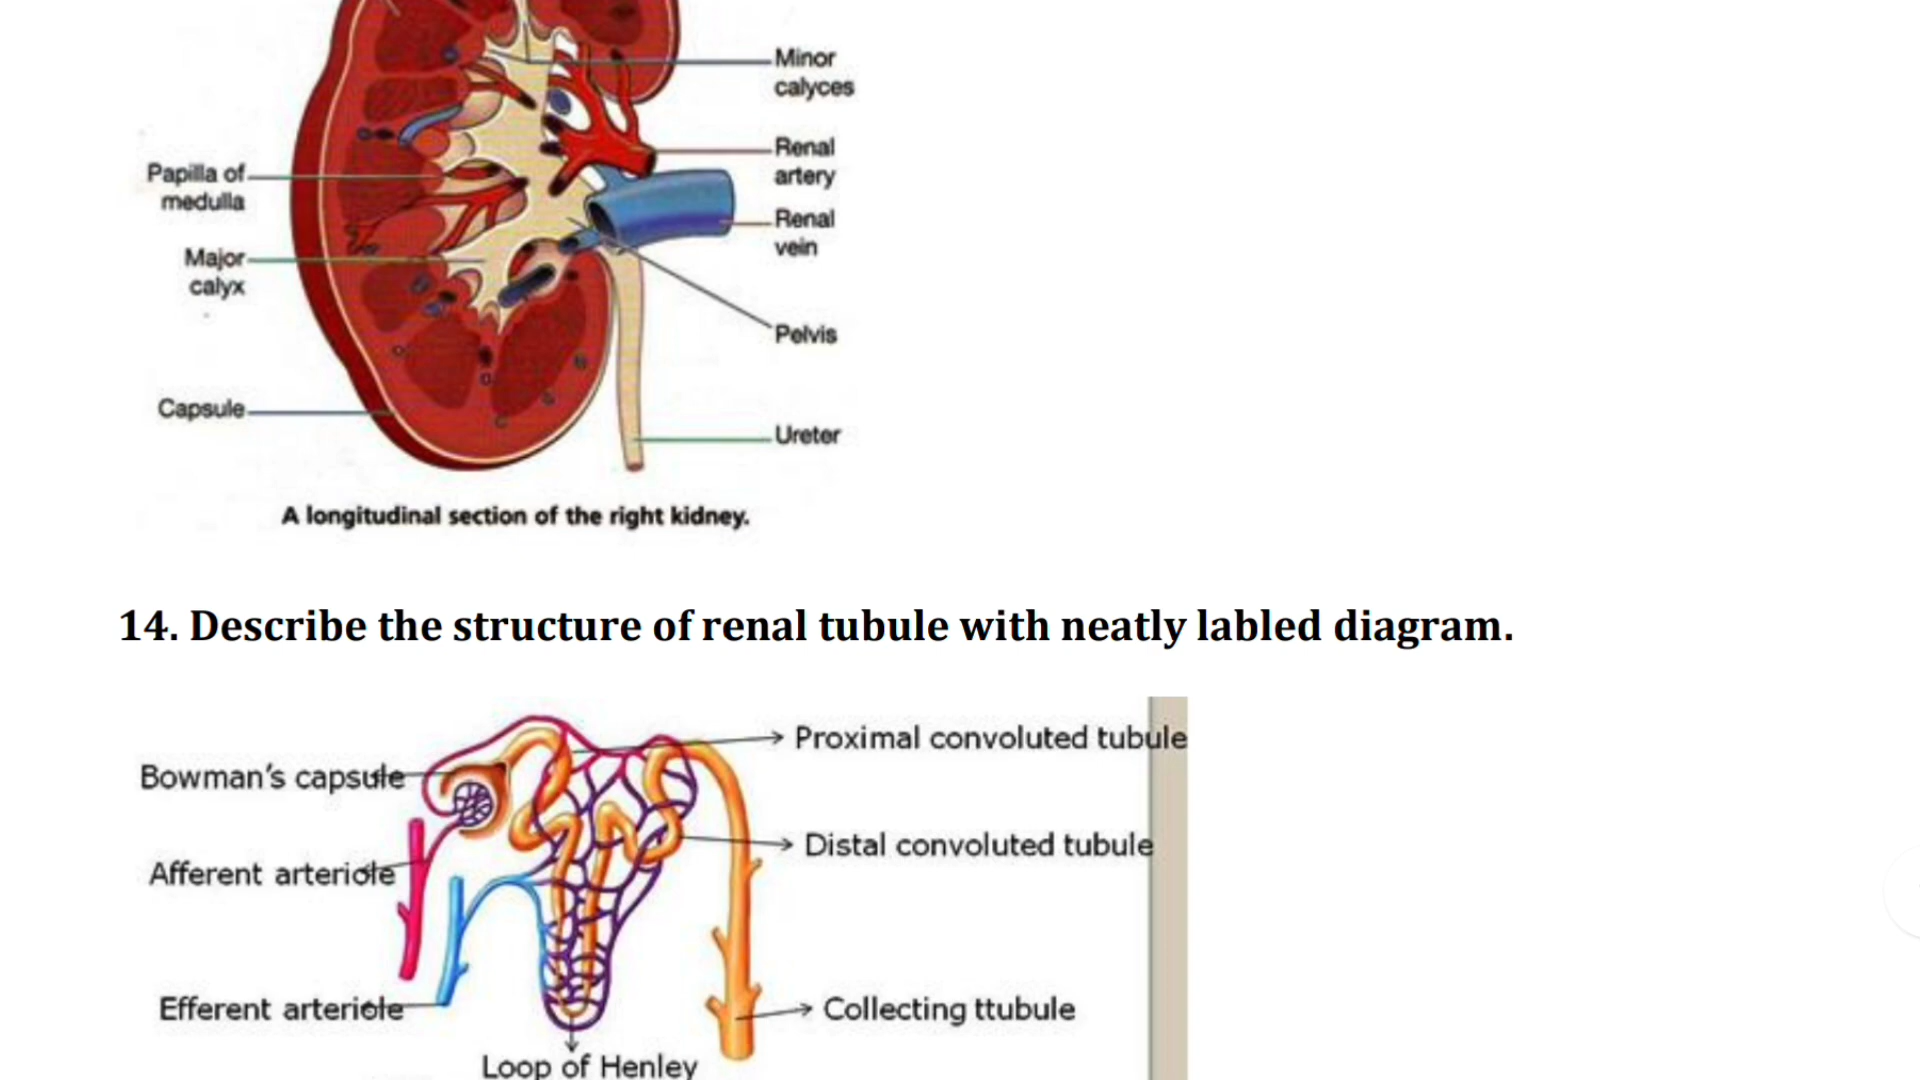 Minor
calyces
Renal
artery
Papilla of
medulla
Renal
vein
Major
calyx
Pelvis
Capsule
Ureter
A longitudinal section of the right kidney.
14. Describe the structure of renal tubule with neatly labled diagram.
Proximal convoluted tubule
Bowman's capsule
Distal convoluted tubule
Afferent arteriole
Efferent arteriole
Collecting ttubule
Loop of Henley